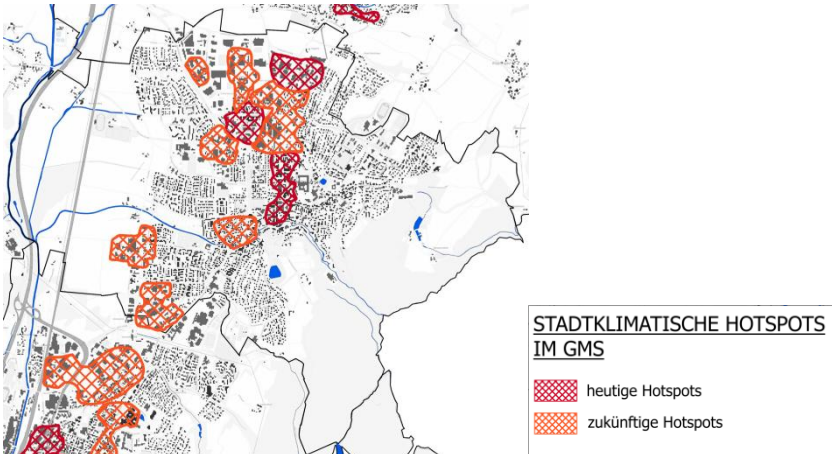 STADTKLIMATISCHE HOTSPOTS
IM GMS
heutige Hotspots
zukünftige Hotspots